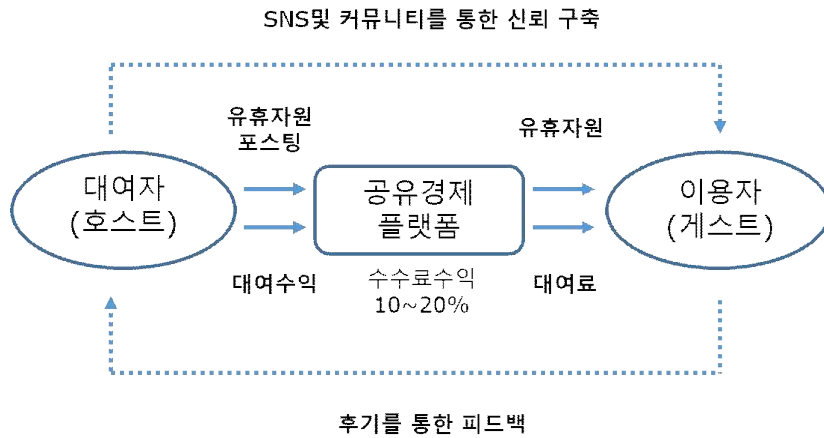 SNS및 커뮤니티를 통한 신뢰 구축
유휴자원
포스팅
유휴자원
대여자
(호스트)
공유경제
플랫폼
이용자
(게스트)
대여수익
수수료수익
10~20%
대여료
후기를 통한 피드백